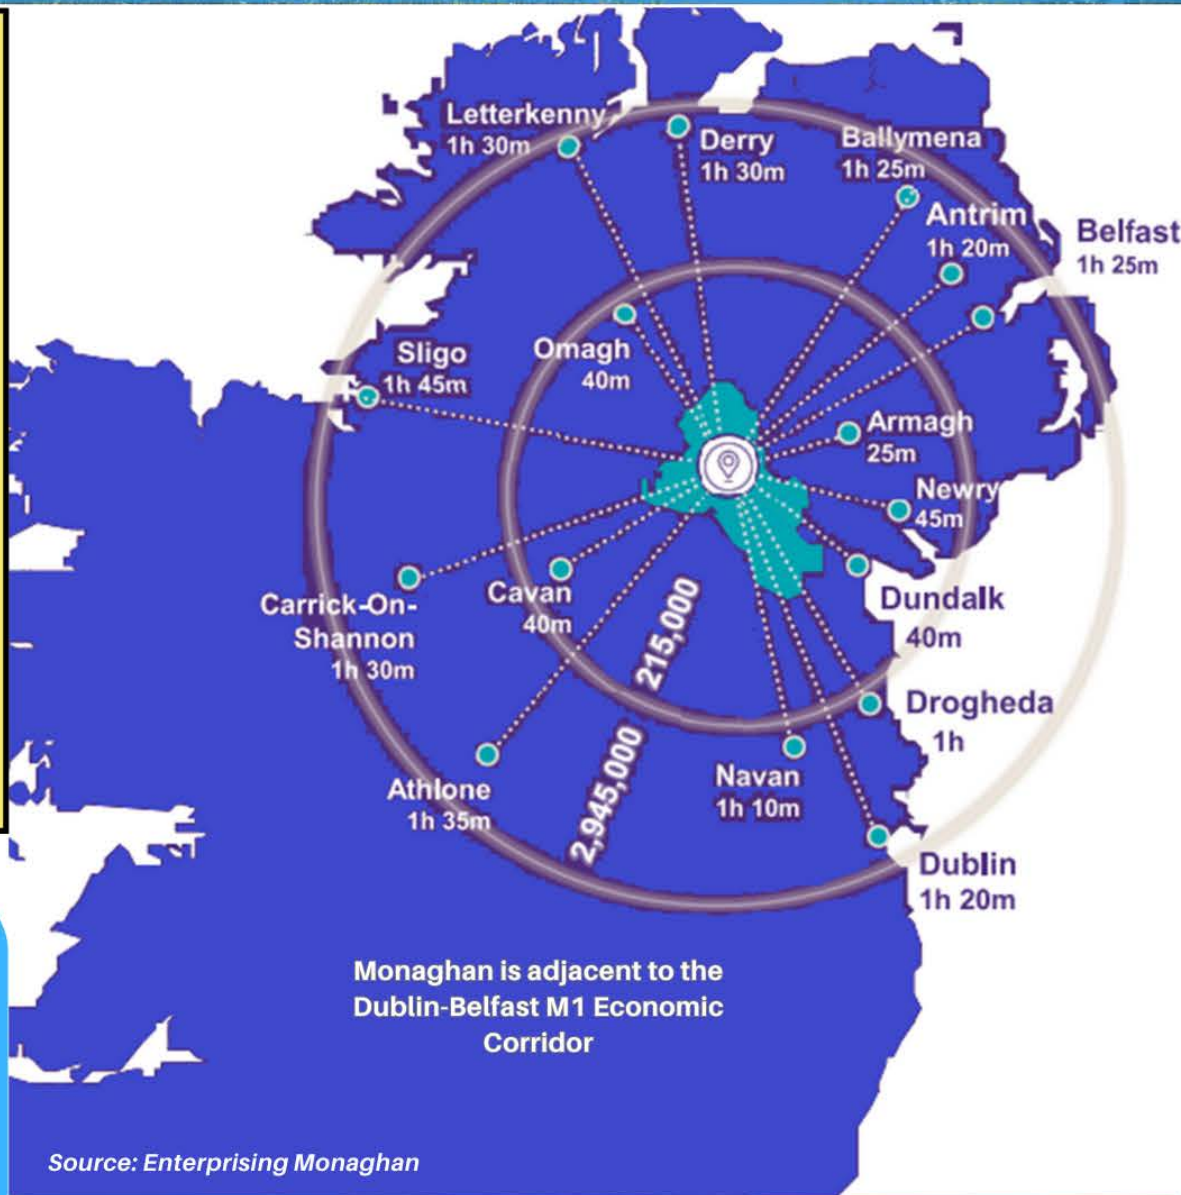 Letterkenny
1h 30m
Derry
1h 30m
Ballymena
1h 25m
Antrim
1h 20m
Belfast
1h 25m
Sligo
1h 45m
Omagh
40m
Armagh
25m
Newry
45m
Carrick-On-
Shannon
1h 30m
Cavan
40m
215,000
Dundalk
40m
Drogheda
1h
Athlone
1h 35m
2,945,000
Navan
1h 10m
Dublin
1h 20m
Monaghan is adjacent to the
Dublin-Belfast M1 Economic
Corridor
Source: Enterprising Monaghan